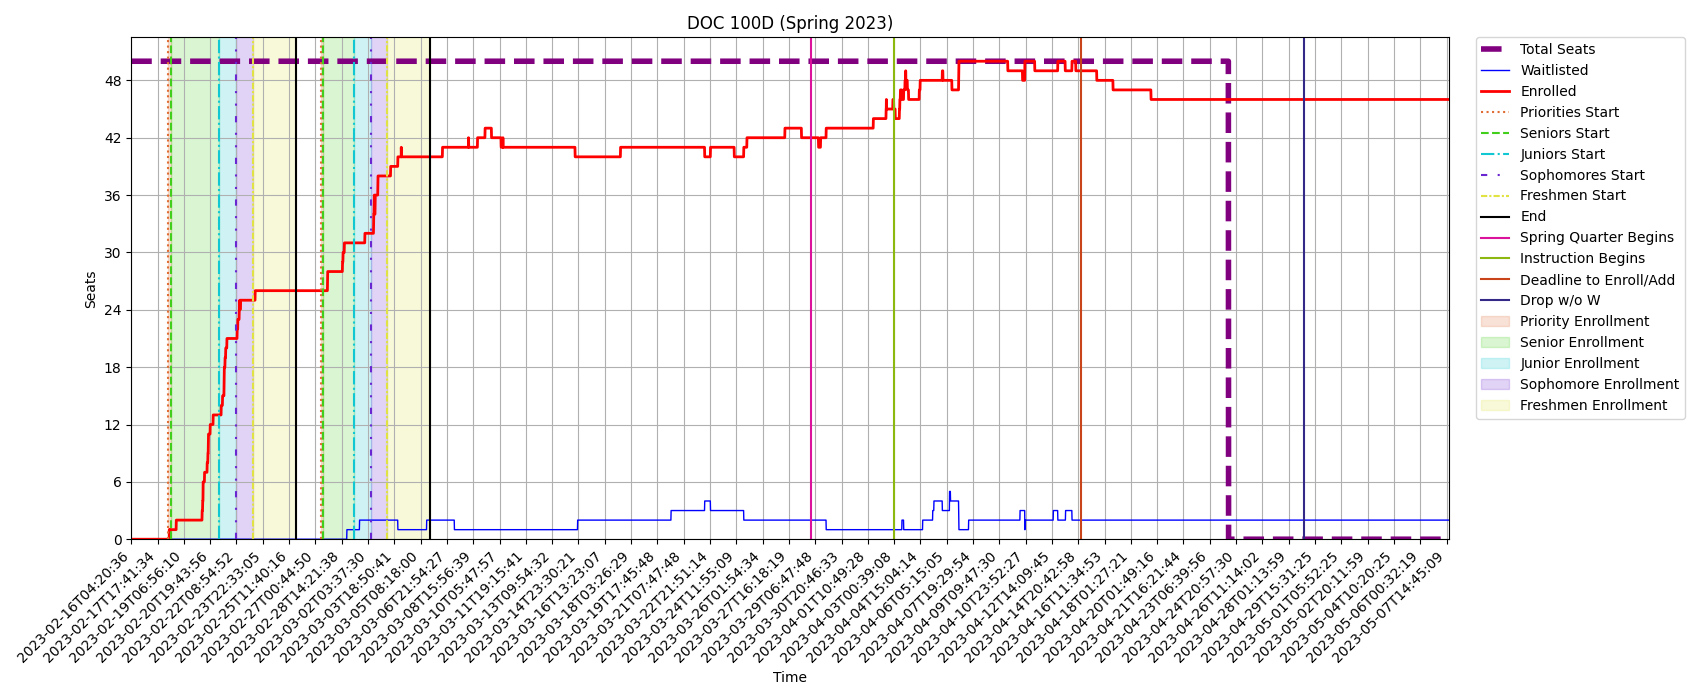 DOC 100D (Spring 2023)
Total Seats
Waitlisted
Enrolled
Priorities Start
Seniors Start
Juniors Start
Sophomores Start
Freshmen Start
End
Spring Quarter Begins
Instruction Begins
Deadline to Enroll/Add
Drop w/o W
Priority Enrollment
Senior Enrollment
Junior Enrollment
Sophomore Enrollment
Freshmen Enrollment
Seats
48
42
36
30
24
18
12
6
0
2023-02-16T04:20:36
2023-02-17T17:41:34
2023-02-19T06:56:10
2023-02-20T19:43:56
2023-02-22T08:54:52
2023-02-23T22:33:05
2023-02-25T11:40:16
2023-02-27T00:44:50
2023-02-28T14:21:38
2023-03-02T03:37:30
2023-03-03T18:50:41
2023-03-05T08:18:00
2023-03-06T21:54:27
2023-03-08T15:56:39
2023-03-10T05:47:57
2023-03-11T19:15:41
2023-03-13T09:54:32
2023-03-14T23:30:21
2023-03-16T13:23:07
2023-03-18T03:26:29
2023-03-19T17:45:48
2023-03-21T07:47:48
2023-03-22T21:51:14
2023-03-24T11:55:09
2023-03-26T01:54:34
2023-03-27T16:18:19
2023-03-29T06:47:48
2023-03-30T20:46:33
2023-04-01T10:49:28
2023-04-03T00:39:08
2023-04-04T15:04:14
2023-04-06T05:15:05
2023-04-07T19:29:54
2023-04-09T09:47:30
2023-04-10T23:52:27
2023-04-12T14:09:45
2023-04-14T20:42:58
2023-04-16T11:34:53
2023-04-18T01:27:21
2023-04-20T01:49:16
2023-04-21T16:21:44
2023-04-23T06:39:56
2023-04-24T20:57:30
2023-04-26T11:14:02
2023-04-28T01:13:59
2023-04-29T15:31:25
2023-05-01T05:52:25
2023-05-02T20:11:59
2023-05-04T10:20:25
2023-05-06T00:32:19
2023-05-07T14:45:09
Time